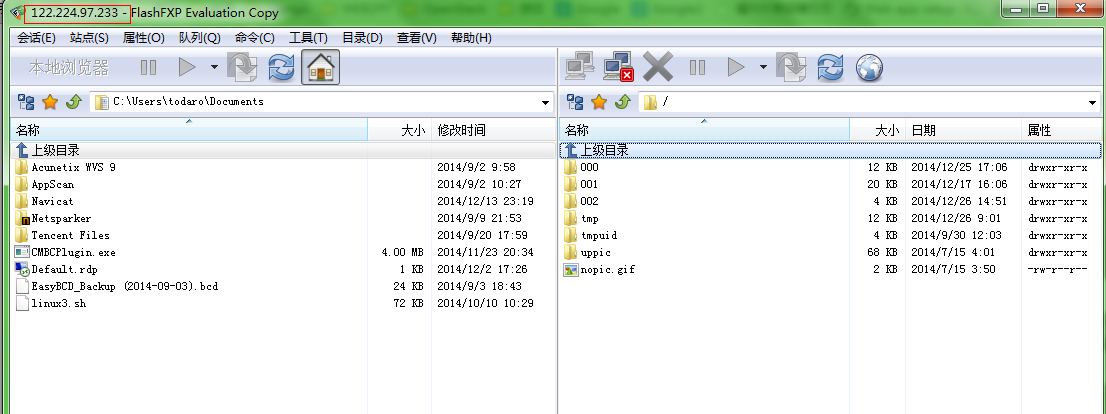 122.224.97.233 - FlashFXP Evaluation Copy
会话(E) 站点(S) 属性(O) 队列(Q) 命令(C) 工具(T) 目录(D) 查看(V) 帮助(H)
本地浏览器
C:\Users\todaro\Documents
/
名称 大小 修改时间
名称 大小 日期 属性
上级目录
上级目录
Acunetix WVS 9 2014/9/2 9:58
000 12 KB 2014/12/25 17:06 drwxr-xr-x
AppScan 2014/9/2 10:27
001 20 KB 2014/12/17 16:06 drwxr-xr-x
Navicat 2014/12/13 23:19
002 4 KB 2014/12/26 14:51 drwxr-xr-x
Netsparker 2014/9/9 21:53
tmp 12 KB 2014/12/26 9:01 drwxr-xr-x
Tencent Files 2014/9/20 17:59
tmpuid 4 KB 2014/9/30 12:03 drwxr-xr-x
CMBCPlugin.exe 4.00 MB 2014/11/23 20:34
uppic 68 KB 2014/7/15 4:01 drwxr-xr-x
Default.rdp 1 KB 2014/12/2 17:26
nopic.gif 2 KB 2014/7/15 3:50 -rw-r--r--
EasyBCD_Backup (2014-09-03).bcd 24 KB 2014/9/3 18:43
linux3.sh 72 KB 2014/10/10 10:29